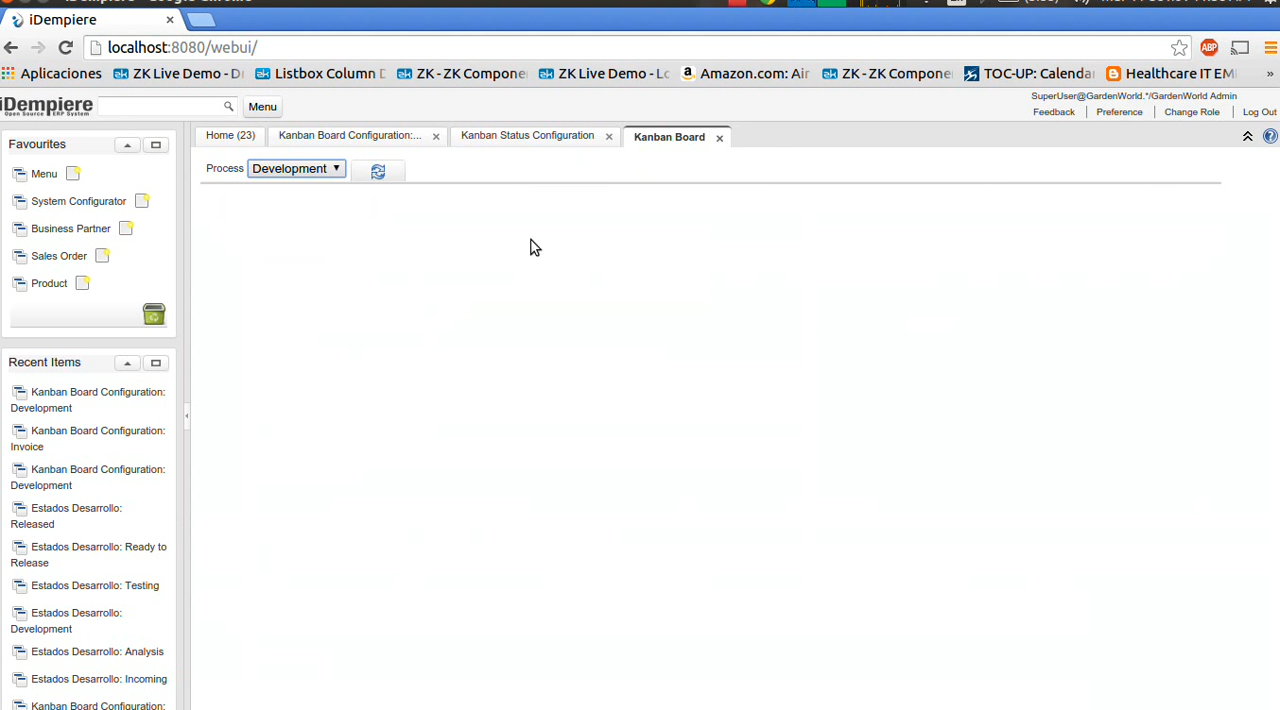 iDempiere
localhost:8080/webui/
Aplicaciones
ZK Live Demo - D
Listbox Column D
ZK - ZK Compone
ZK Live Demo - Lo
Amazon.com: Air
ZK - ZK Compone
TOC-UP: Calenda
Healthcare IT EM
»
iDempiere
Open Source ERP System
Menu
SuperUser@GardenWorld.*/GardenWorld Admin
Feedback
Preference
Change Role
Log Out
Favourites
Menu
System Configurator
Business Partner
Sales Order
Product
Recent Items
Kanban Board Configuration:
Development
Kanban Board Configuration:
Invoice
Kanban Board Configuration:
Development
Estados Desarrollo:
Released
Estados Desarrollo: Ready to
Release
Estados Desarrollo: Testing
Estados Desarrollo:
Development
Estados Desarrollo: Analysis
Estados Desarrollo: Incoming
Kanban Board Configuration:
Home (23)
Kanban Board Configuration:...
Kanban Status Configuration
Kanban Board
Process
Development